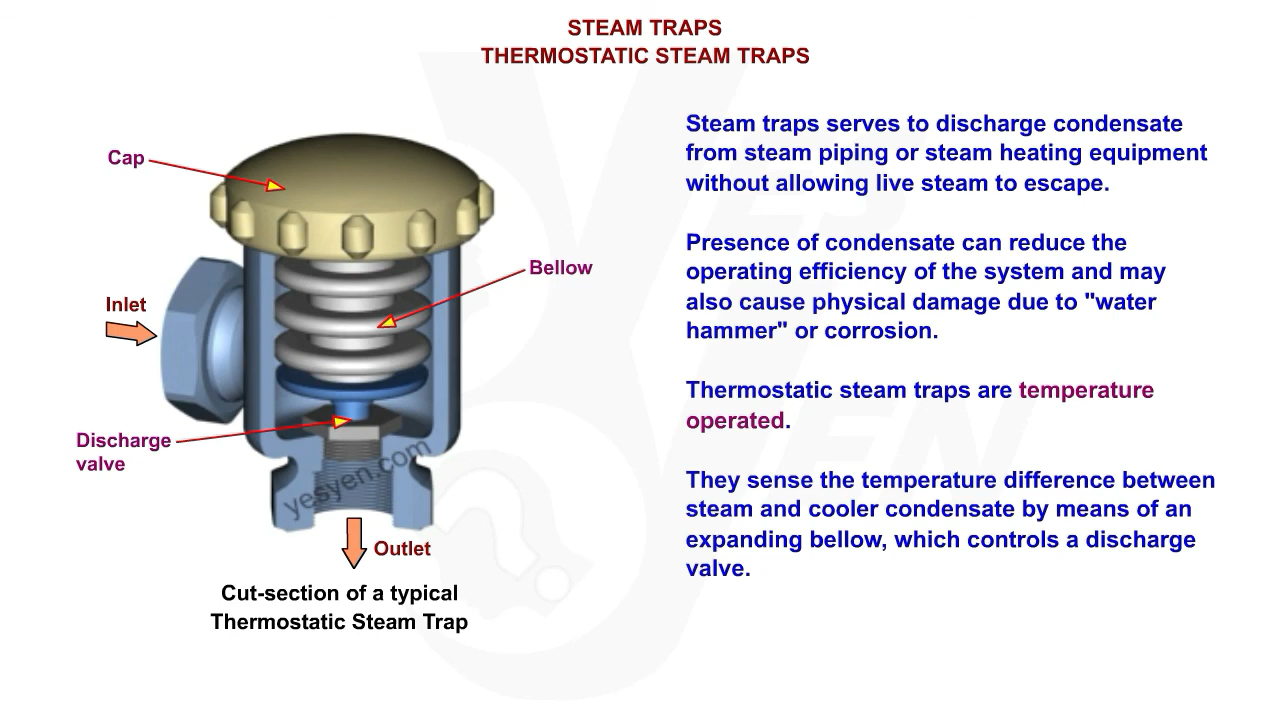 STEAM TRAPS
THERMOSTATIC STEAM TRAPS
Cap
Bellow
Inlet
Discharge
valve
yesyen.com
Outlet
Cut-section of a typical
Thermostatic Steam Trap
Steam traps serves to discharge condensate
from steam piping or steam heating equipment
without allowing live steam to escape.
Presence of condensate can reduce the
operating efficiency of the system and may
also cause physical damage due to "water
hammer" or corrosion.
Thermostatic steam traps are temperature
operated.
They sense the temperature difference between
steam and cooler condensate by means of an
expanding bellow, which controls a discharge
valve.